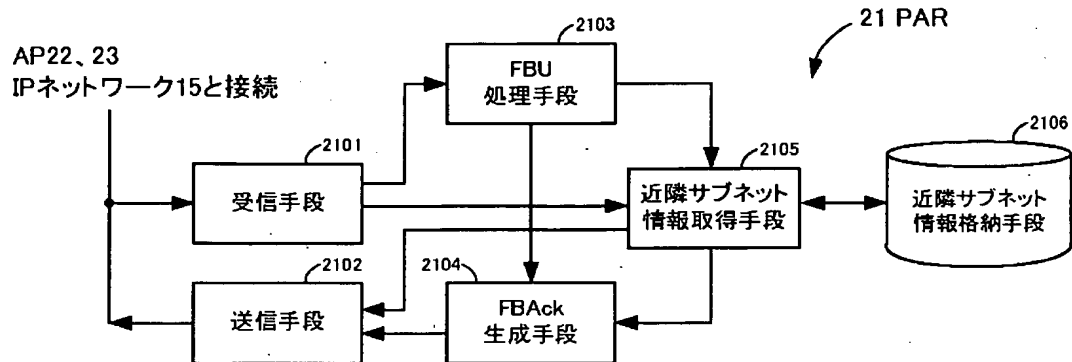 21 PAR
AP22、23
IPネットワーク15と接続
2103
FBU
処理手段
2101
受信手段
2105
近隣サブネット
情報取得手段
2106
近隣サブネット
情報格納手段
2102
送信手段
2104
FBAck
生成手段